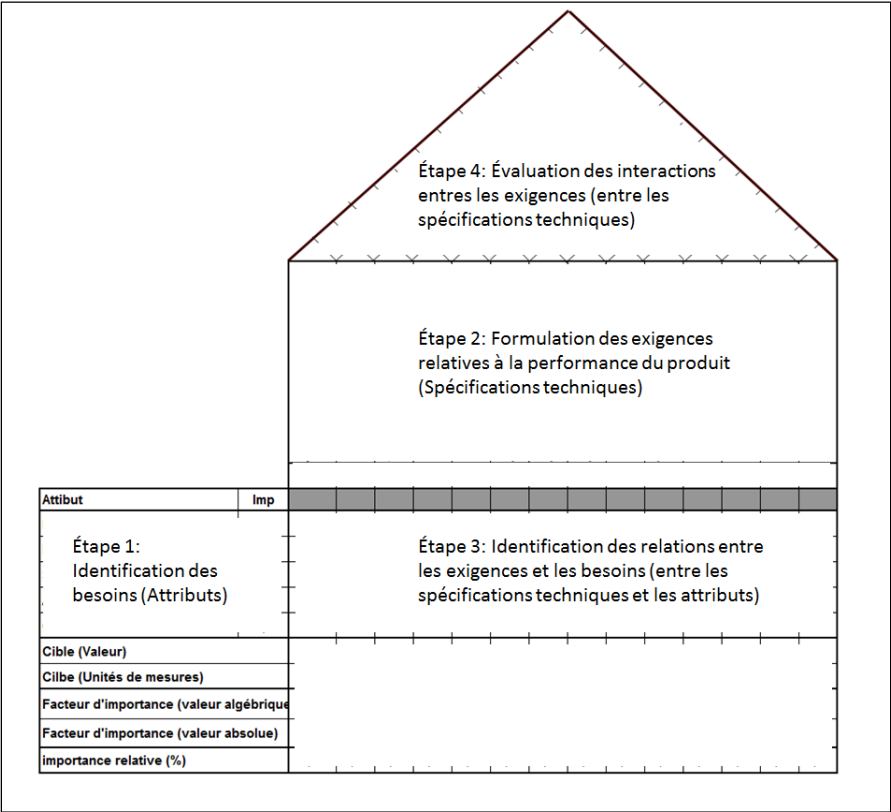 Étape 4: Évaluation des interactions
entres les exigences (entre les
spécifications techniques)
Étape 2: Formulation des exigences
relatives à la performance du produit
(Spécifications techniques)
Attibut Imp
Étape 1:
Identification des
besoins (Attributs)
Étape 3: Identification des relations entre
les exigences et les besoins (entre les
spécifications techniques et les attributs)
Cible (Valeur)
Cilbe (Unités de mesures)
Facteur d'importance (valeur algébrique
Facteur d'importance (valeur absolue)
importance relative (%)